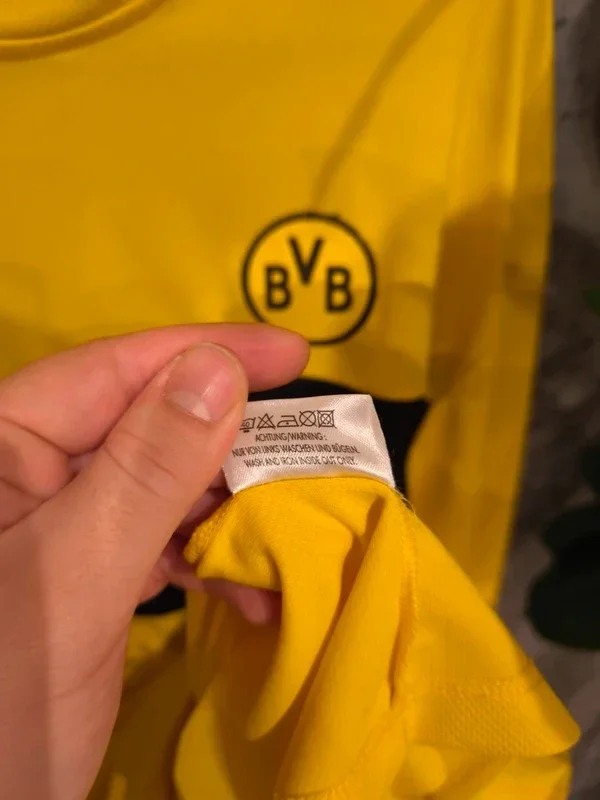 BVB
ACHTUNG/WARNING:
NUR VON LINKS WASCHEN UND BÜGELN.
WASH AND IRON INSIDE OUT ONLY.